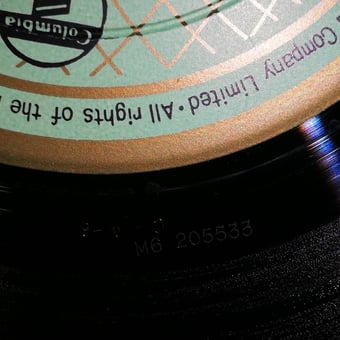 Columbia
Company Limited • All rights of the
M6 205533